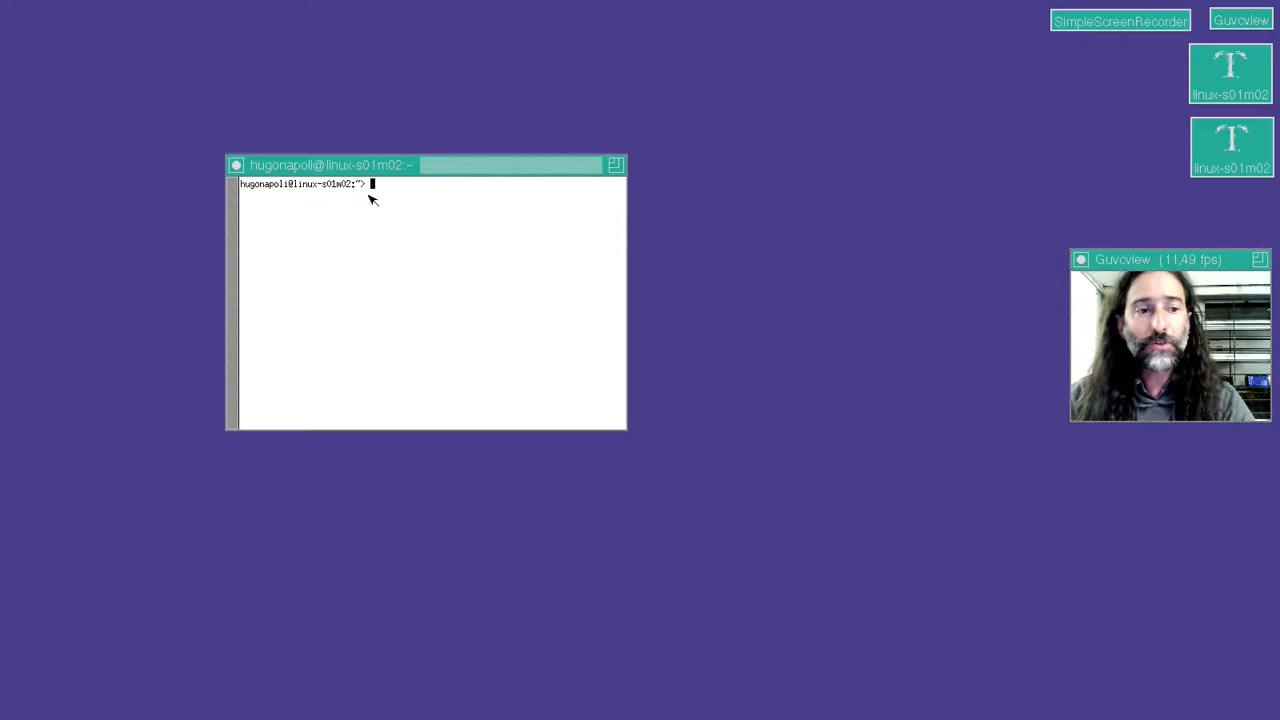 SimpleScreenRecorder
Guvcview
linux-s01m02
linux-s01m02
hugonapoli@linux-s01m02:~
hugonapoli@linux-s01m02:~>
Guvcview (11,49 fps)